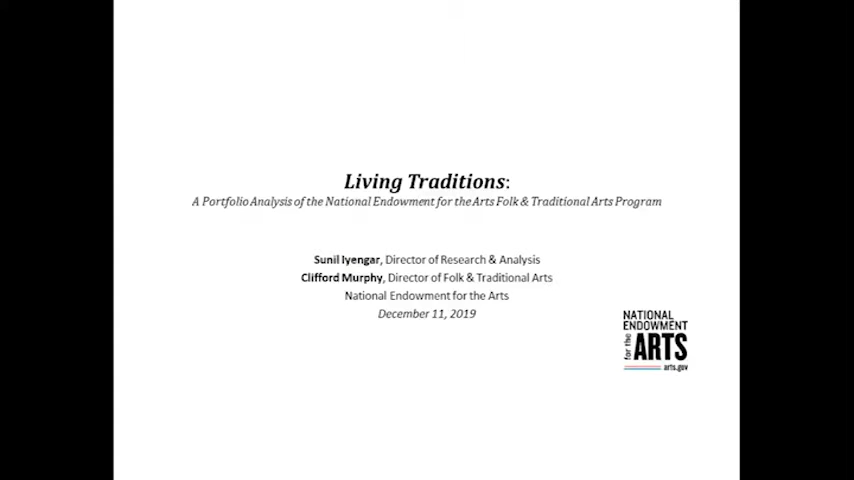 Living Traditions:
A Portfolio Analysis of the National Endowment for the Arts Folk & Traditional Arts Program
Sunil Iyengar, Director of Research & Analysis
Clifford Murphy, Director of Folk & Traditional Arts
National Endowment for the Arts
December 11, 2019
NATIONAL
ENDOWMENT
for the ARTS
arts.gov